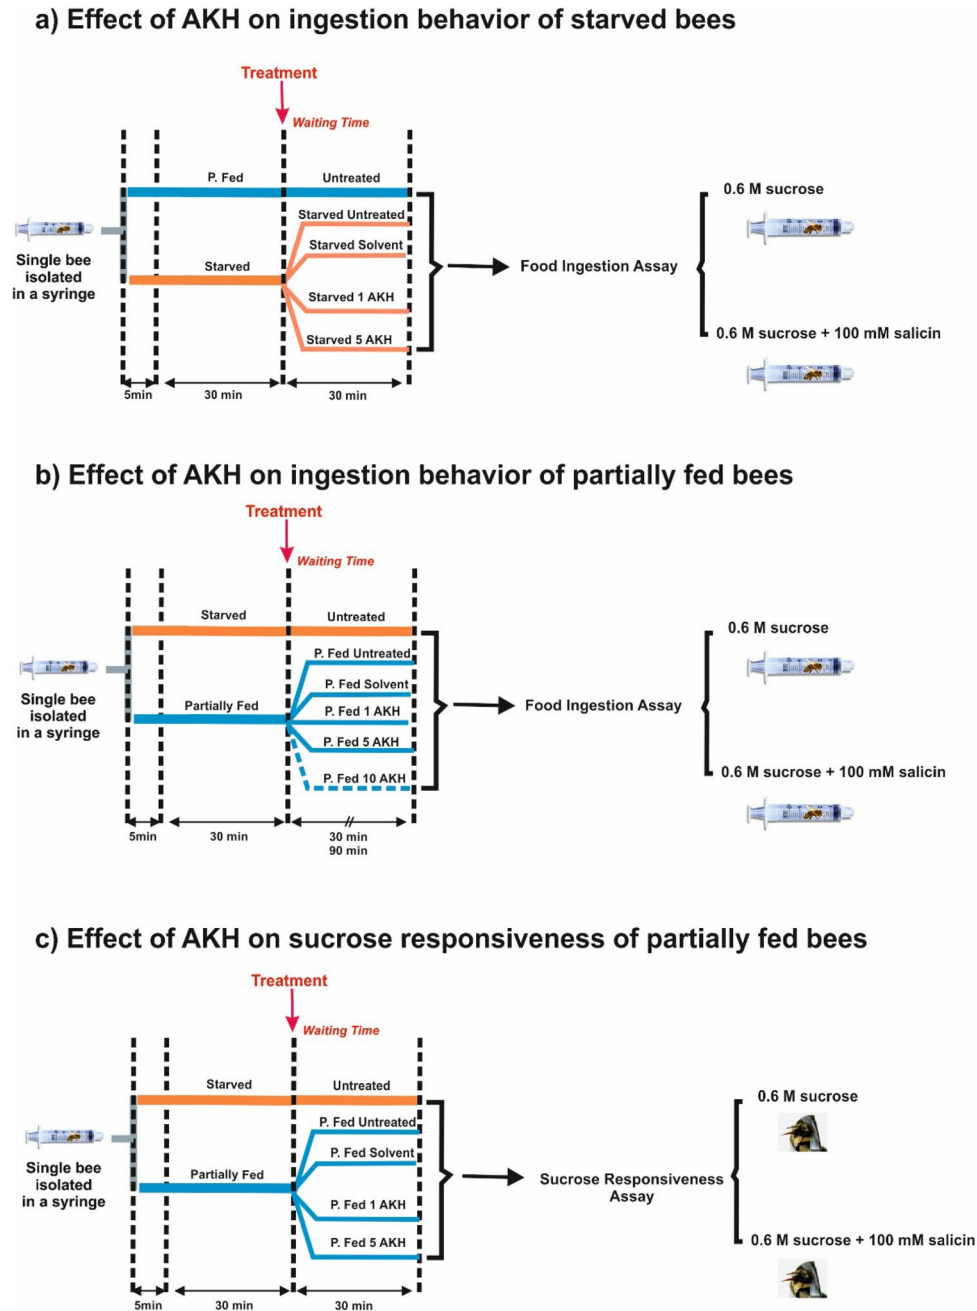 a) Effect of AKH on ingestion behavior of starved bees
Treatment
Waiting Time
P. Fed
Untreated
Single bee
isolated
in a syringe
Starved
Starved Untreated
Starved Solvent
Starved 1 AKH
Starved 5 AKH
5min
30 min
30 min
Food Ingestion Assay
0.6 M sucrose
0.6 M sucrose + 100 mM salicin
b) Effect of AKH on ingestion behavior of partially fed bees
Treatment
Waiting Time
Starved
Untreated
Single bee
isolated
in a syringe
Partially Fed
P. Fed Untreated
P. Fed Solvent
P. Fed 1 AKH
P. Fed 5 AKH
P. Fed 10 AKH
5min
30 min
30 min
90 min
Food Ingestion Assay
0.6 M sucrose
0.6 M sucrose + 100 mM salicin
c) Effect of AKH on sucrose responsiveness of partially fed bees
Treatment
Waiting Time
Starved
Untreated
Single bee
isolated
in a syringe
Partially Fed
P. Fed Untreated
P. Fed Solvent
P. Fed 1 AKH
P. Fed 5 AKH
5min
30 min
30 min
Sucrose Responsiveness
Assay
0.6 M sucrose
0.6 M sucrose + 100 mM salicin